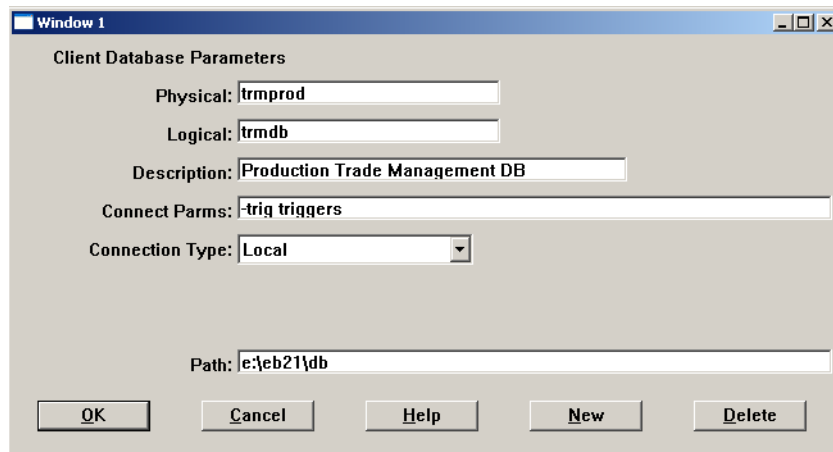 Window 1
Client Database Parameters
Physical: trmprod
Logical: trmdb
Description: Production Trade Management DB
Connect Parms: -trig triggers
Connection Type: Local
Path: e:\eb21\db
OK Cancel Help New Delete